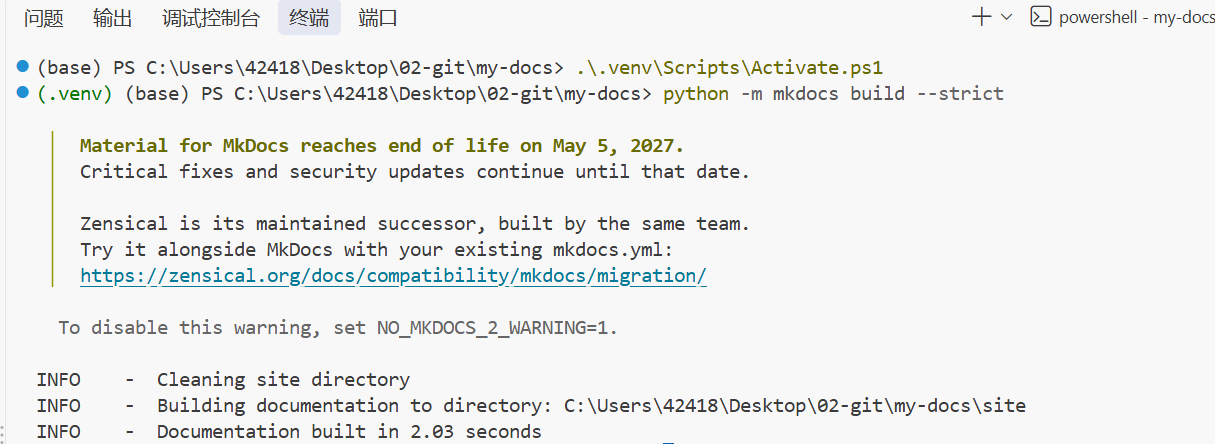 问题 输出 调试控制台 终端 端口 powershell - my-docs
(base) PS C:\Users\42418\Desktop\02-git\my-docs> .\.venv\Scripts\Activate.ps1
(.venv) (base) PS C:\Users\42418\Desktop\02-git\my-docs> python -m mkdocs build --strict
Material for MkDocs reaches end of life on May 5, 2027.
Critical fixes and security updates continue until that date.
Zensical is its maintained successor, built by the same team.
Try it alongside MkDocs with your existing mkdocs.yml:
https://zensical.org/docs/compatibility/mkdocs/migration/
To disable this warning, set NO_MKDOCS_2_WARNING=1.
INFO - Cleaning site directory
INFO - Building documentation to directory: C:\Users\42418\Desktop\02-git\my-docs\site
INFO - Documentation built in 2.03 seconds